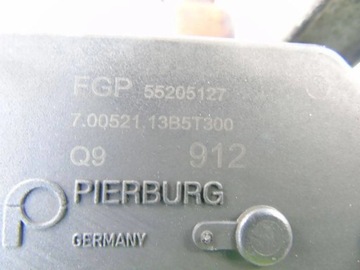 FGP 55205127
7.00521.13B5T300
Q9 912
PIERBURG
GERMANY